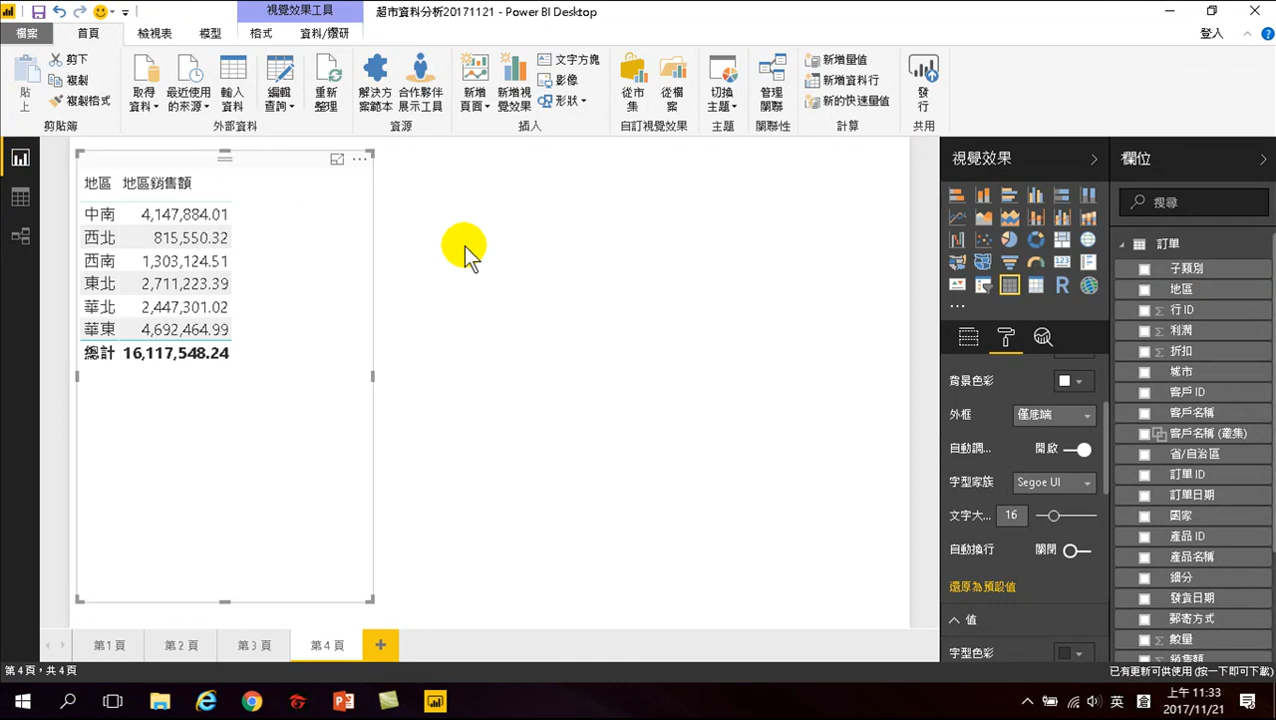 超市資料分析20171121 - Power BI Desktop
視覺效果工具
檔案
首頁
檢視表
模型
格式
資料/鑽研
登入
貼上
剪下
複製
複製格式
剪貼簿
取得資料
最近使用的來源
輸入資料
外部資料
編輯查詢
重新整理
解決方案範本
合作夥伴展示工具
資源
新增頁面
新增視覺效果
文字方塊
影像
形狀
插入
從市集
從檔案
自訂視覺效果
切換主題
主題
管理關聯
關聯性
新增量值
新增資料行
新的快速量值
計算
發行
共用
地區 地區銷售額
中南 4,147,884.01
西北 815,550.32
西南 1,303,124.51
東北 2,711,223.39
華北 2,447,301.02
華東 4,692,464.99
總計 16,117,548.24
視覺效果
R
123
背景色彩
外框 僅底端
自動調... 開啟
字型家族 Segoe UI
文字大... 16
自動換行 關閉
還原為預設值
值
字型色彩
欄位
搜尋
訂單
子類別
地區
行 ID
利潤
折扣
城市
客戶 ID
客戶名稱
客戶名稱 (叢集)
省/自治區
訂單 ID
訂單日期
國家
產品 ID
產品名稱
細分
發貨日期
郵寄方式
數量
銷售額
第 1 頁
第 2 頁
第 3 頁
第 4 頁
第 4 頁，共 4 頁
已有更新可供使用 (按一下即可下載)
英
上午 11:33
2017/11/21